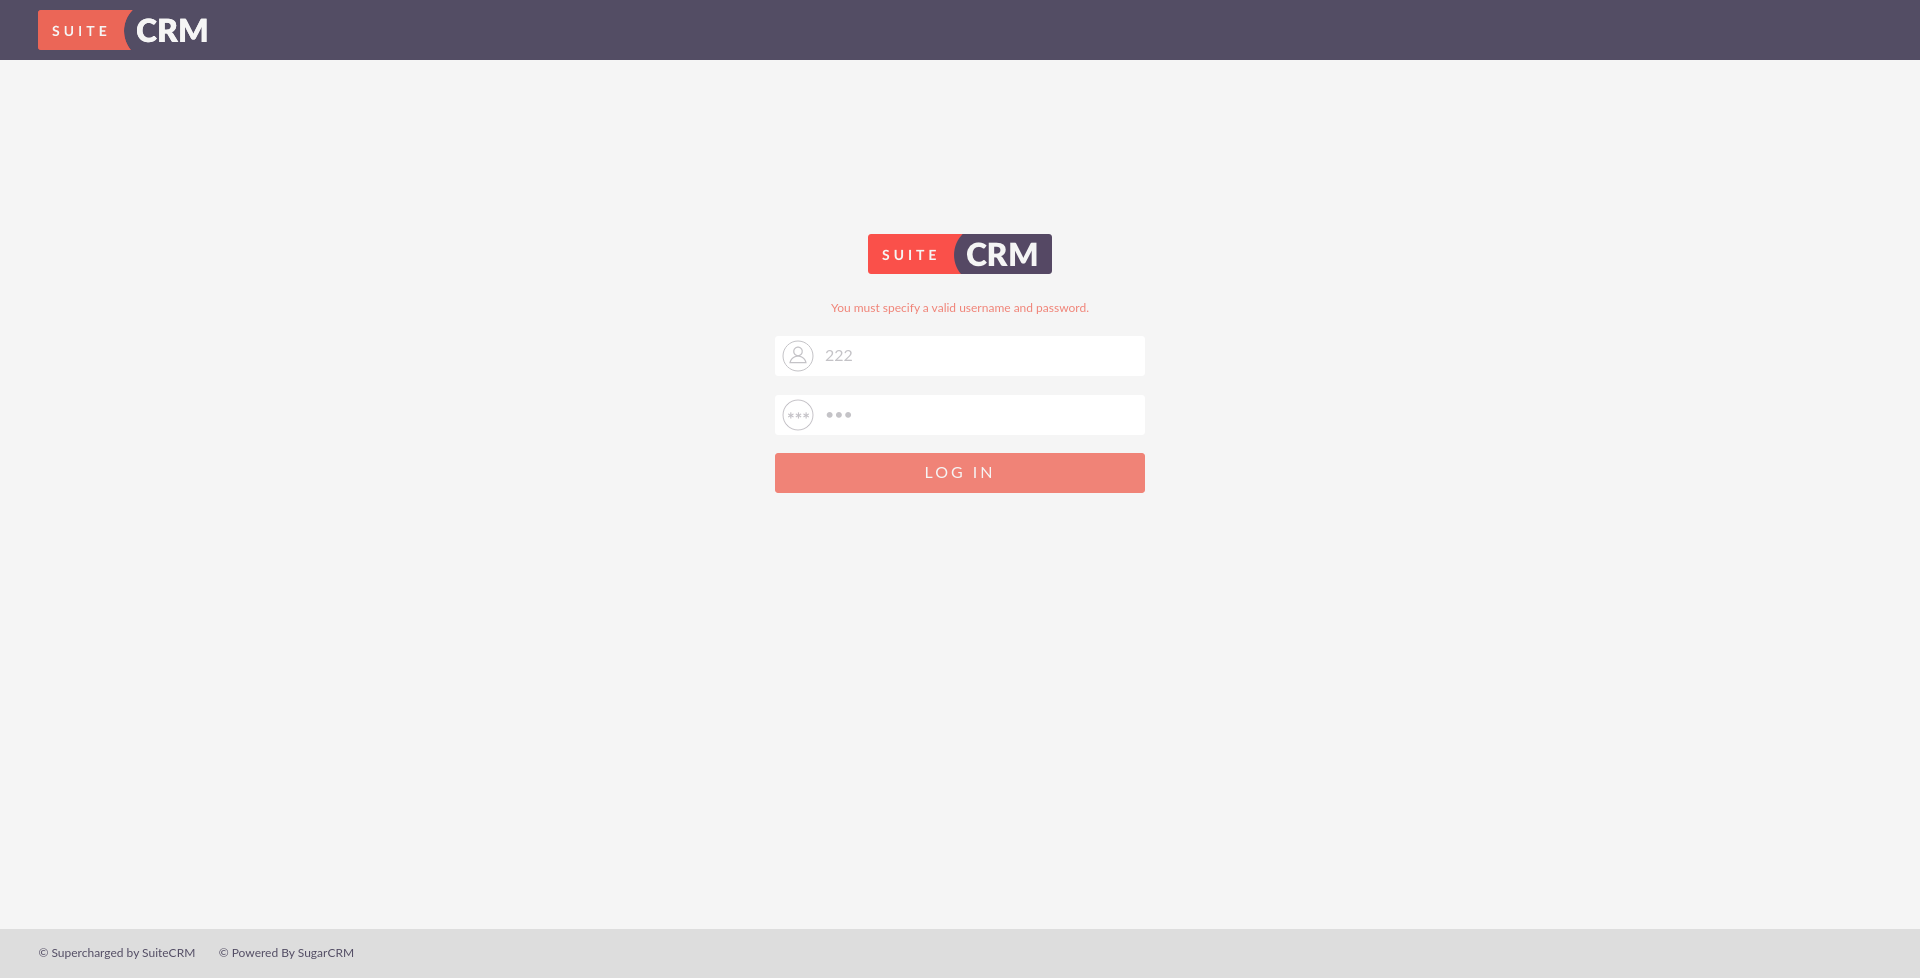 SUITE CRM
SUITE CRM
You must specify a valid username and password.
222
***
•••
LOG IN
© Supercharged by SuiteCRM © Powered By SugarCRM